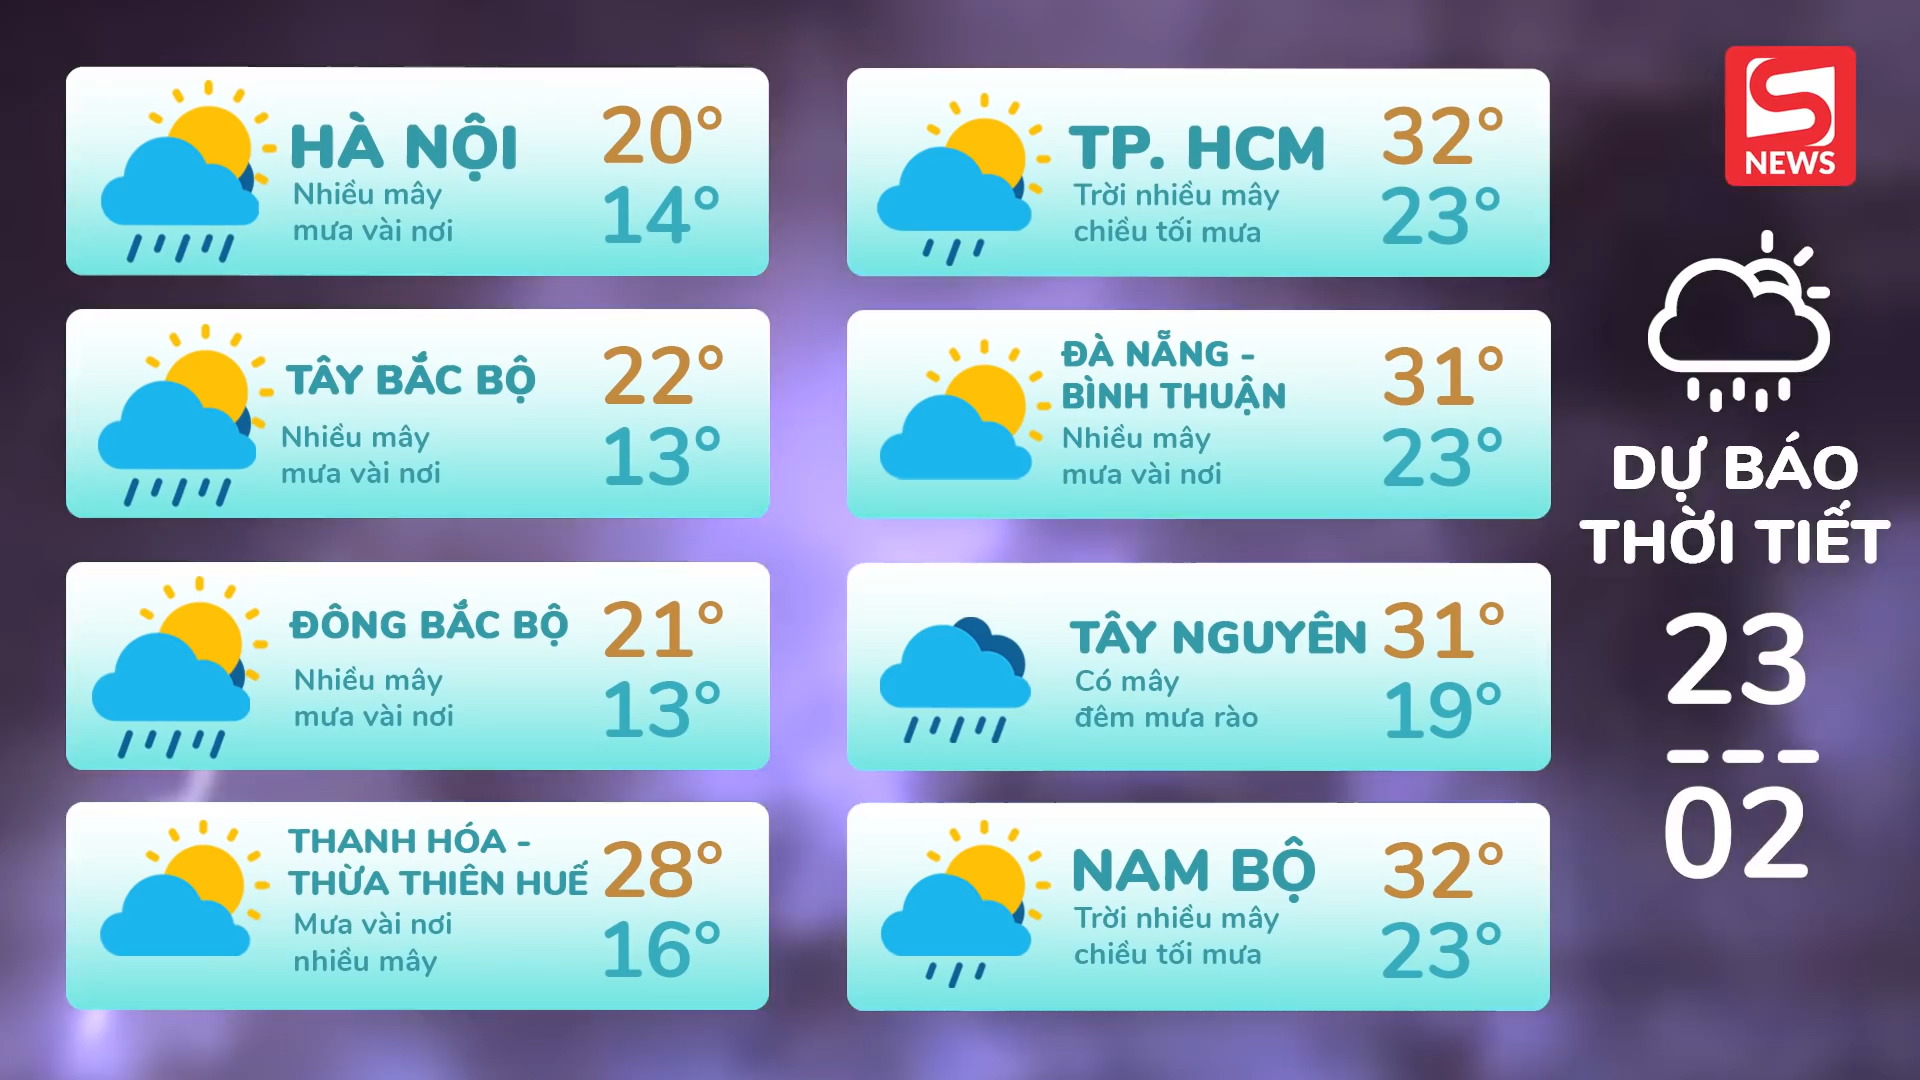 HÀ NỘI
Nhiều mây
mưa vài nơi
20°
14°
TP. HCM
Trời nhiều mây
chiều tối mưa
32°
23°
TÂY BẮC BỘ
Nhiều mây
mưa vài nơi
22°
13°
ĐÀ NẴNG -
BÌNH THUẬN
Nhiều mây
mưa vài nơi
31°
23°
ĐÔNG BẮC BỘ
Nhiều mây
mưa vài nơi
21°
13°
TÂY NGUYÊN
Có mây
đêm mưa rào
31°
19°
THANH HÓA -
THỪA THIÊN HUẾ
Mưa vài nơi
nhiều mây
28°
16°
NAM BỘ
Trời nhiều mây
chiều tối mưa
32°
23°
S
NEWS
DỰ BÁO
THỜI TIẾT
23
02